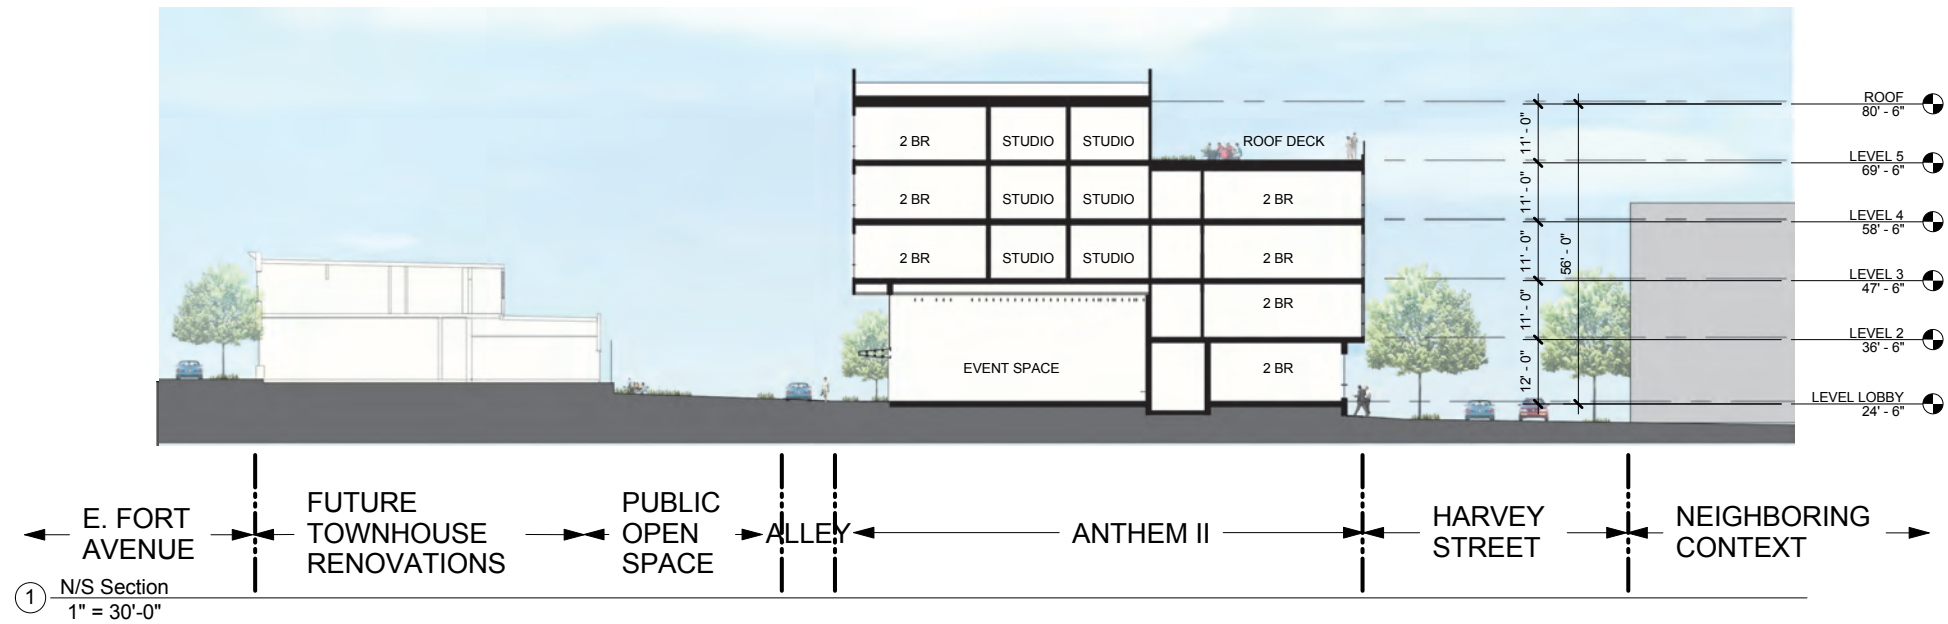 ROOF
80' - 6"
2 BR STUDIO STUDIO ROOF DECK 11' - 0"
LEVEL 5
69' - 6"
2 BR STUDIO STUDIO 2 BR 11' - 0"
LEVEL 4
58' - 6"
2 BR STUDIO STUDIO 2 BR 11' - 0" 56' - 0"
LEVEL 3
47' - 6"
2 BR 11' - 0"
LEVEL 2
36' - 6"
EVENT SPACE 2 BR 12' - 0"
LEVEL LOBBY
24' - 6"
E. FORT
AVENUE
FUTURE
TOWNHOUSE
RENOVATIONS
PUBLIC
OPEN
SPACE
ALLEY
ANTHEM II
HARVEY
STREET
NEIGHBORING
CONTEXT
1 N/S Section
1" = 30'-0"